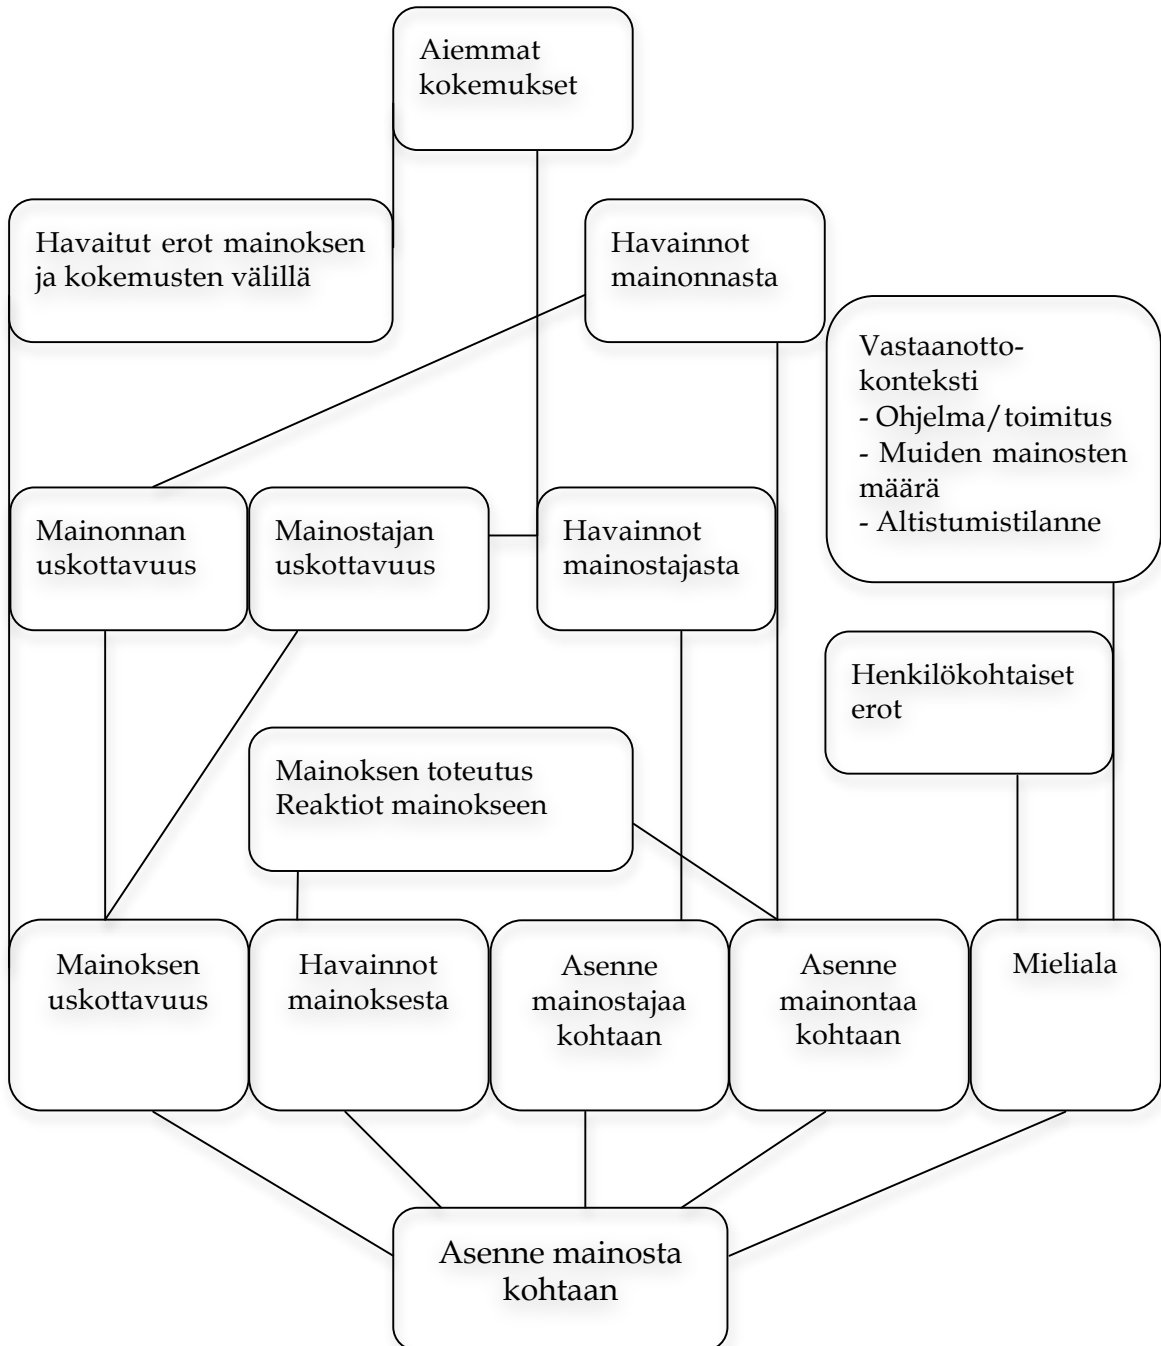 Aiemmat
kokemukset
Havaitut erot mainoksen
ja kokemusten välillä
Havainnot
mainonnasta
Vastaanotto-
konteksti
- Ohjelma/toimitus
- Muiden mainosten
määrä
- Altistumistilanne
Mainonnan
uskottavuus
Mainostajan
uskottavuus
Havainnot
mainostajasta
Henkilökohtaiset
erot
Mainoksen toteutus
Reaktiot mainokseen
Mainoksen
uskottavuus
Havainnot
mainoksesta
Asenne
mainostajaa
kohtaan
Asenne
mainontaa
kohtaan
Mieliala
Asenne mainosta
kohtaan